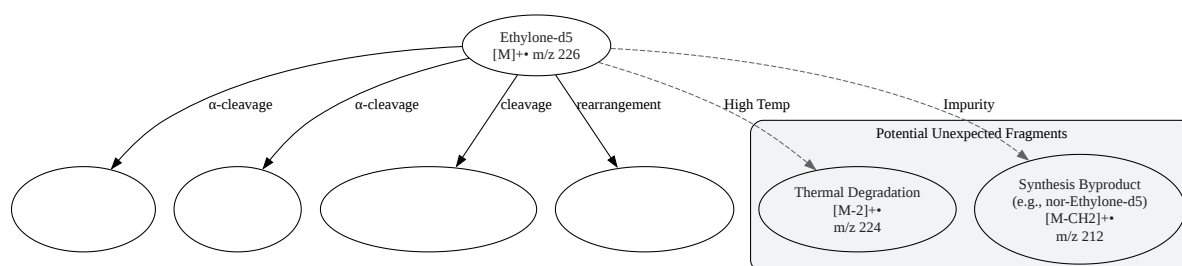 Ethylone-d5
[M]+• m/z 226
α-cleavage
α-cleavage
cleavage
rearrangement
High Temp
Impurity
Potential Unexpected Fragments
Thermal Degradation
[M-2]+•
m/z 224
Synthesis Byproduct
(e.g., nor-Ethylone-d5)
[M-CH2]+•
m/z 212